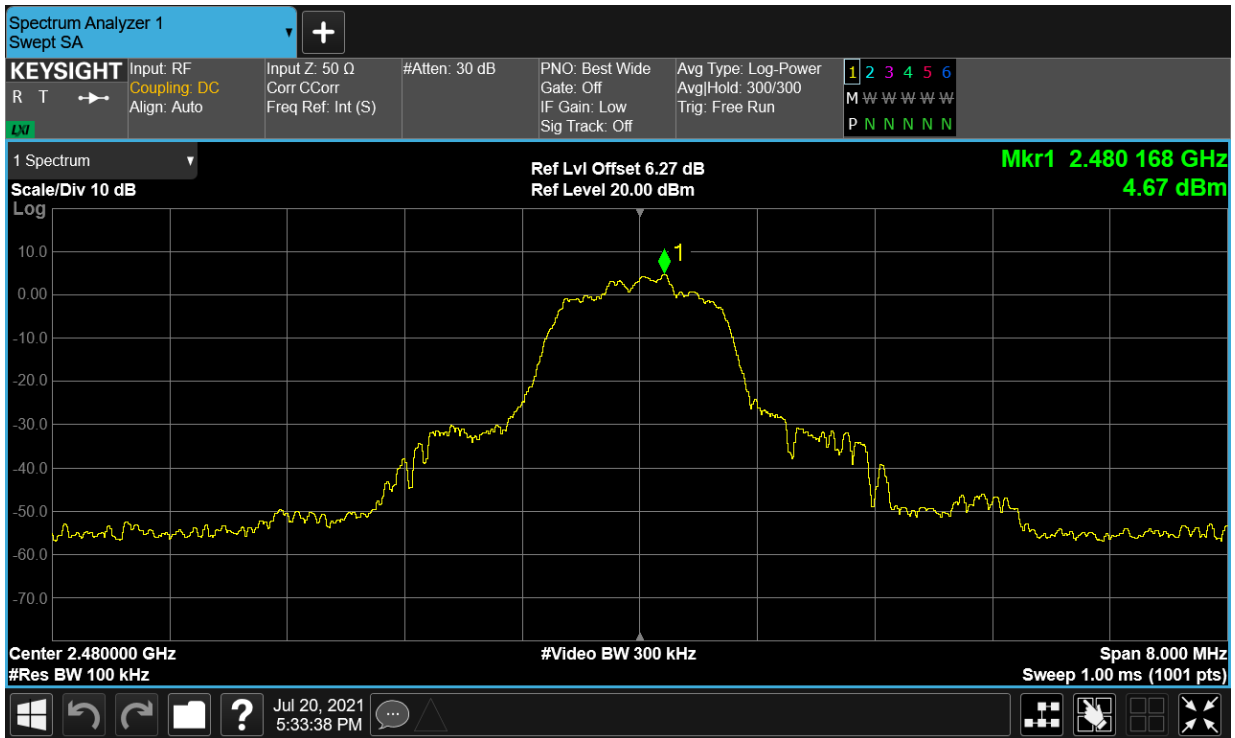 Spectrum Analyzer 1
Swept SA
+
KEYSIGHT
R T
LXI
Input: RF
Coupling: DC
Align: Auto
Input Z: 50 Ω
Corr CCorr
Freq Ref: Int (S)
#Atten: 30 dB
PNO: Best Wide
Gate: Off
IF Gain: Low
Sig Track: Off
Avg Type: Log-Power
Avg|Hold: 300/300
Trig: Free Run
1 2 3 4 5 6
M W W W W W
P N N N N N
1 Spectrum
Scale/Div 10 dB
Log
Ref Lvl Offset 6.27 dB
Ref Level 20.00 dBm
Mkr1 2.480 168 GHz
4.67 dBm
1
10.0
0.00
-10.0
-20.0
-30.0
-40.0
-50.0
-60.0
-70.0
Center 2.480000 GHz
#Res BW 100 kHz
#Video BW 300 kHz
Span 8.000 MHz
Sweep 1.00 ms (1001 pts)
?
Jul 20, 2021
5:33:38 PM